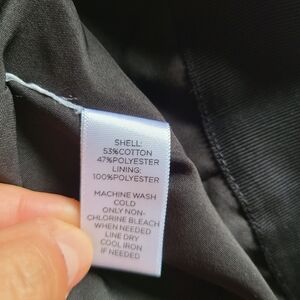 SHELL:
53%COTTON
47%POLYESTER
LINING:
100%POLYESTER
MACHINE WASH
COLD
ONLY NON-
CHLORINE BLEACH
WHEN NEEDED
LINE DRY
COOL IRON
IF NEEDED